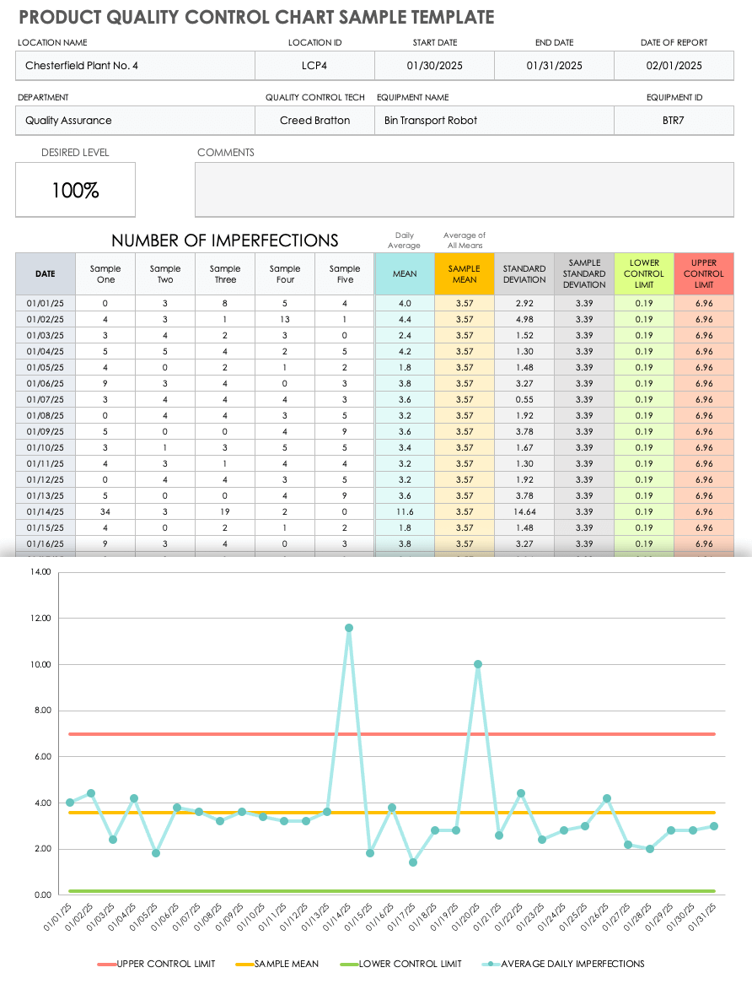 PRODUCT QUALITY CONTROL CHART SAMPLE TEMPLATE
LOCATION NAME LOCATION ID START DATE END DATE DATE OF REPORT
Chesterfield Plant No. 4 LCP4 01/30/2025 01/31/2025 02/01/2025
DEPARTMENT QUALITY CONTROL TECH EQUIPMENT NAME EQUIPMENT ID
Quality Assurance Creed Bratton Bin Transport Robot BTR7
DESIRED LEVEL COMMENTS
100%
NUMBER OF IMPERFECTIONS Daily Average Average of All Means
DATE Sample One Sample Two Sample Three Sample Four Sample Five MEAN SAMPLE MEAN STANDARD DEVIATION SAMPLE STANDARD DEVIATION LOWER CONTROL LIMIT UPPER CONTROL LIMIT
01/01/25 0 3 8 5 4 4.0 3.57 2.92 3.39 0.19 6.96
01/02/25 4 3 1 13 1 4.4 3.57 4.98 3.39 0.19 6.96
01/03/25 3 4 2 3 0 2.4 3.57 1.52 3.39 0.19 6.96
01/04/25 5 5 4 2 5 4.2 3.57 1.30 3.39 0.19 6.96
01/05/25 4 0 2 1 2 1.8 3.57 1.48 3.39 0.19 6.96
01/06/25 9 3 4 0 3 3.8 3.57 3.27 3.39 0.19 6.96
01/07/25 3 4 4 4 3 3.6 3.57 0.55 3.39 0.19 6.96
01/08/25 0 4 4 3 5 3.2 3.57 1.92 3.39 0.19 6.96
01/09/25 5 0 0 4 9 3.6 3.57 3.78 3.39 0.19 6.96
01/10/25 3 1 3 5 5 3.4 3.57 1.67 3.39 0.19 6.96
01/11/25 4 3 1 4 4 3.2 3.57 1.30 3.39 0.19 6.96
01/12/25 0 4 4 3 5 3.2 3.57 1.92 3.39 0.19 6.96
01/13/25 5 0 0 4 9 3.6 3.57 3.78 3.39 0.19 6.96
01/14/25 34 3 19 2 0 11.6 3.57 14.64 3.39 0.19 6.96
01/15/25 4 0 2 1 2 1.8 3.57 1.48 3.39 0.19 6.96
01/16/25 9 3 4 0 3 3.8 3.57 3.27 3.39 0.19 6.96
14.00
12.00
10.00
8.00
6.00
4.00
2.00
0.00
01/01/25 01/02/25 01/03/25 01/04/25 01/05/25 01/06/25 01/07/25 01/08/25 01/09/25 01/10/25 01/11/25 01/12/25 01/13/25 01/14/25 01/15/25 01/16/25 01/17/25 01/18/25 01/19/25 01/20/25 01/21/25 01/22/25 01/23/25 01/24/25 01/25/25 01/26/25 01/27/25 01/28/25 01/29/25 01/30/25 01/31/25
UPPER CONTROL LIMIT SAMPLE MEAN LOWER CONTROL LIMIT AVERAGE DAILY IMPERFECTIONS